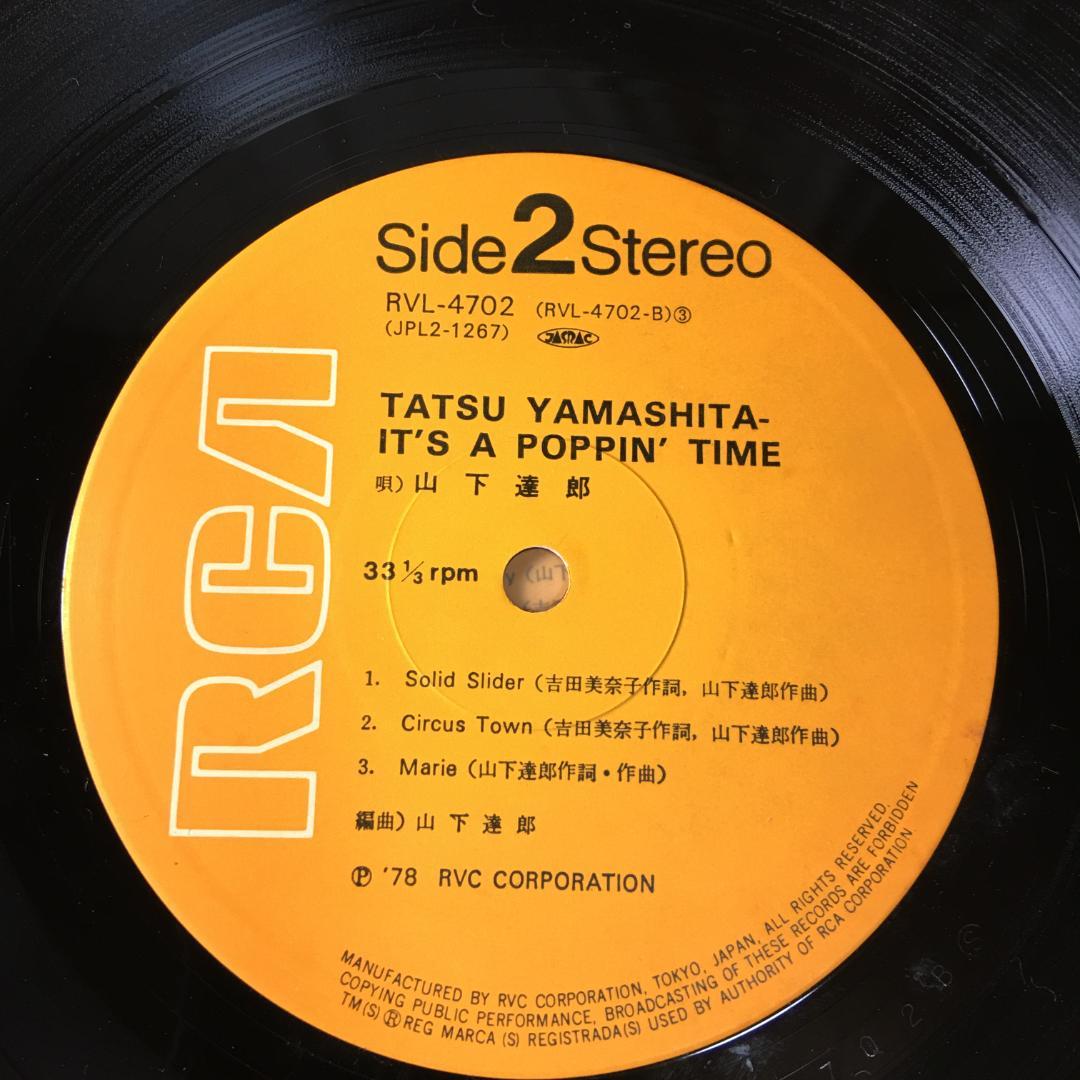 Side 2 Stereo
RVL-4702 (RVL-4702-B)③
(JPL2-1267) JASRAC
RCA
TATSU YAMASHITA-
IT'S A POPPIN' TIME
唄) 山下達郎
33 1/3 rpm
1. Solid Slider (吉田美奈子作詞, 山下達郎作曲)
2. Circus Town (吉田美奈子作詞, 山下達郎作曲)
3. Marie (山下達郎作詞・作曲)
編曲) 山下達郎
Ⓟ '78 RVC CORPORATION
MANUFACTURED BY RVC CORPORATION, TOKYO, JAPAN, ALL RIGHTS RESERVED.
COPYING PUBLIC PERFORMANCE, BROADCASTING OF THESE RECORDS ARE FORBIDDEN
TM(S) ® REG MARCA (S) REGISTRADA(S) USED BY AUTHORITY OF RCA CORPORATION